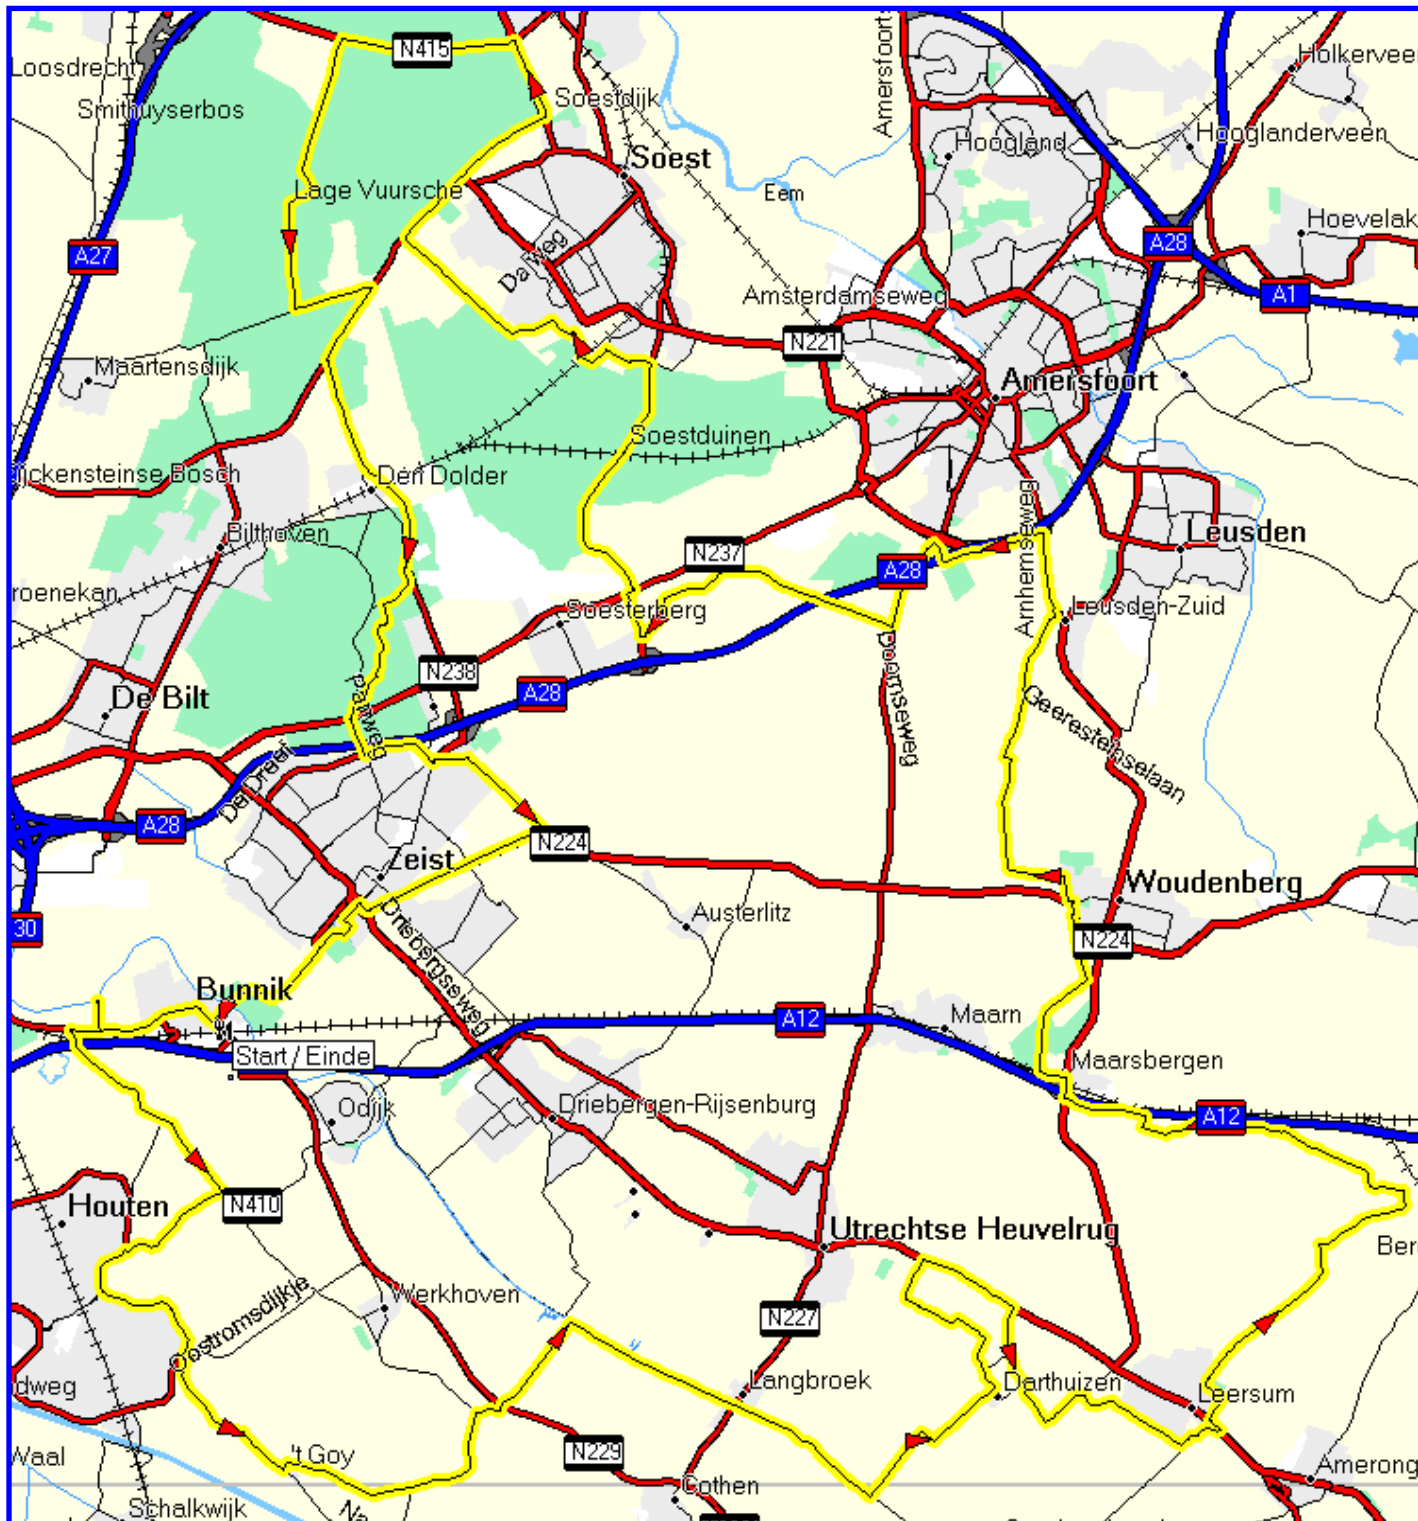 N415
Loosdrecht
Smithuyserbos
Soestdijk
Amersfoort
Holkerveen
Hooglanderveen
Hoogland
Soest
Eem
Lage Vuursche
Hoevelak
A27
A28
Da
Weg
A1
Amsterdamseweg
N221
Maartensdijk
Amersfoort
Soestduinen
ijckensteinse Bosch
Den Dolder
Arnhemseweg
Bilthoven
Leusden
N237
A28
roenekan
Soesterberg
Leusden-Zuid
N238
A28
De Bilt
Doornseweg
Geeresteinselaan
De Dreef
A28
N224
Zeist
Woudenberg
Austerlitz
30
Driebergseweg
N224
Bunnik
A12
Maarn
Start / Einde
Maarsbergen
Odijk
Driebergen-Rijsenburg
A12
Houten
N410
Utrechtse Heuvelrug
Ber
Oostromsdijkje
Werkhoven
N227
dweg
Langbroek
Darthuizen
Leersum
Waal
't Goy
N229
Amerong
Cothen
Schalkwijk